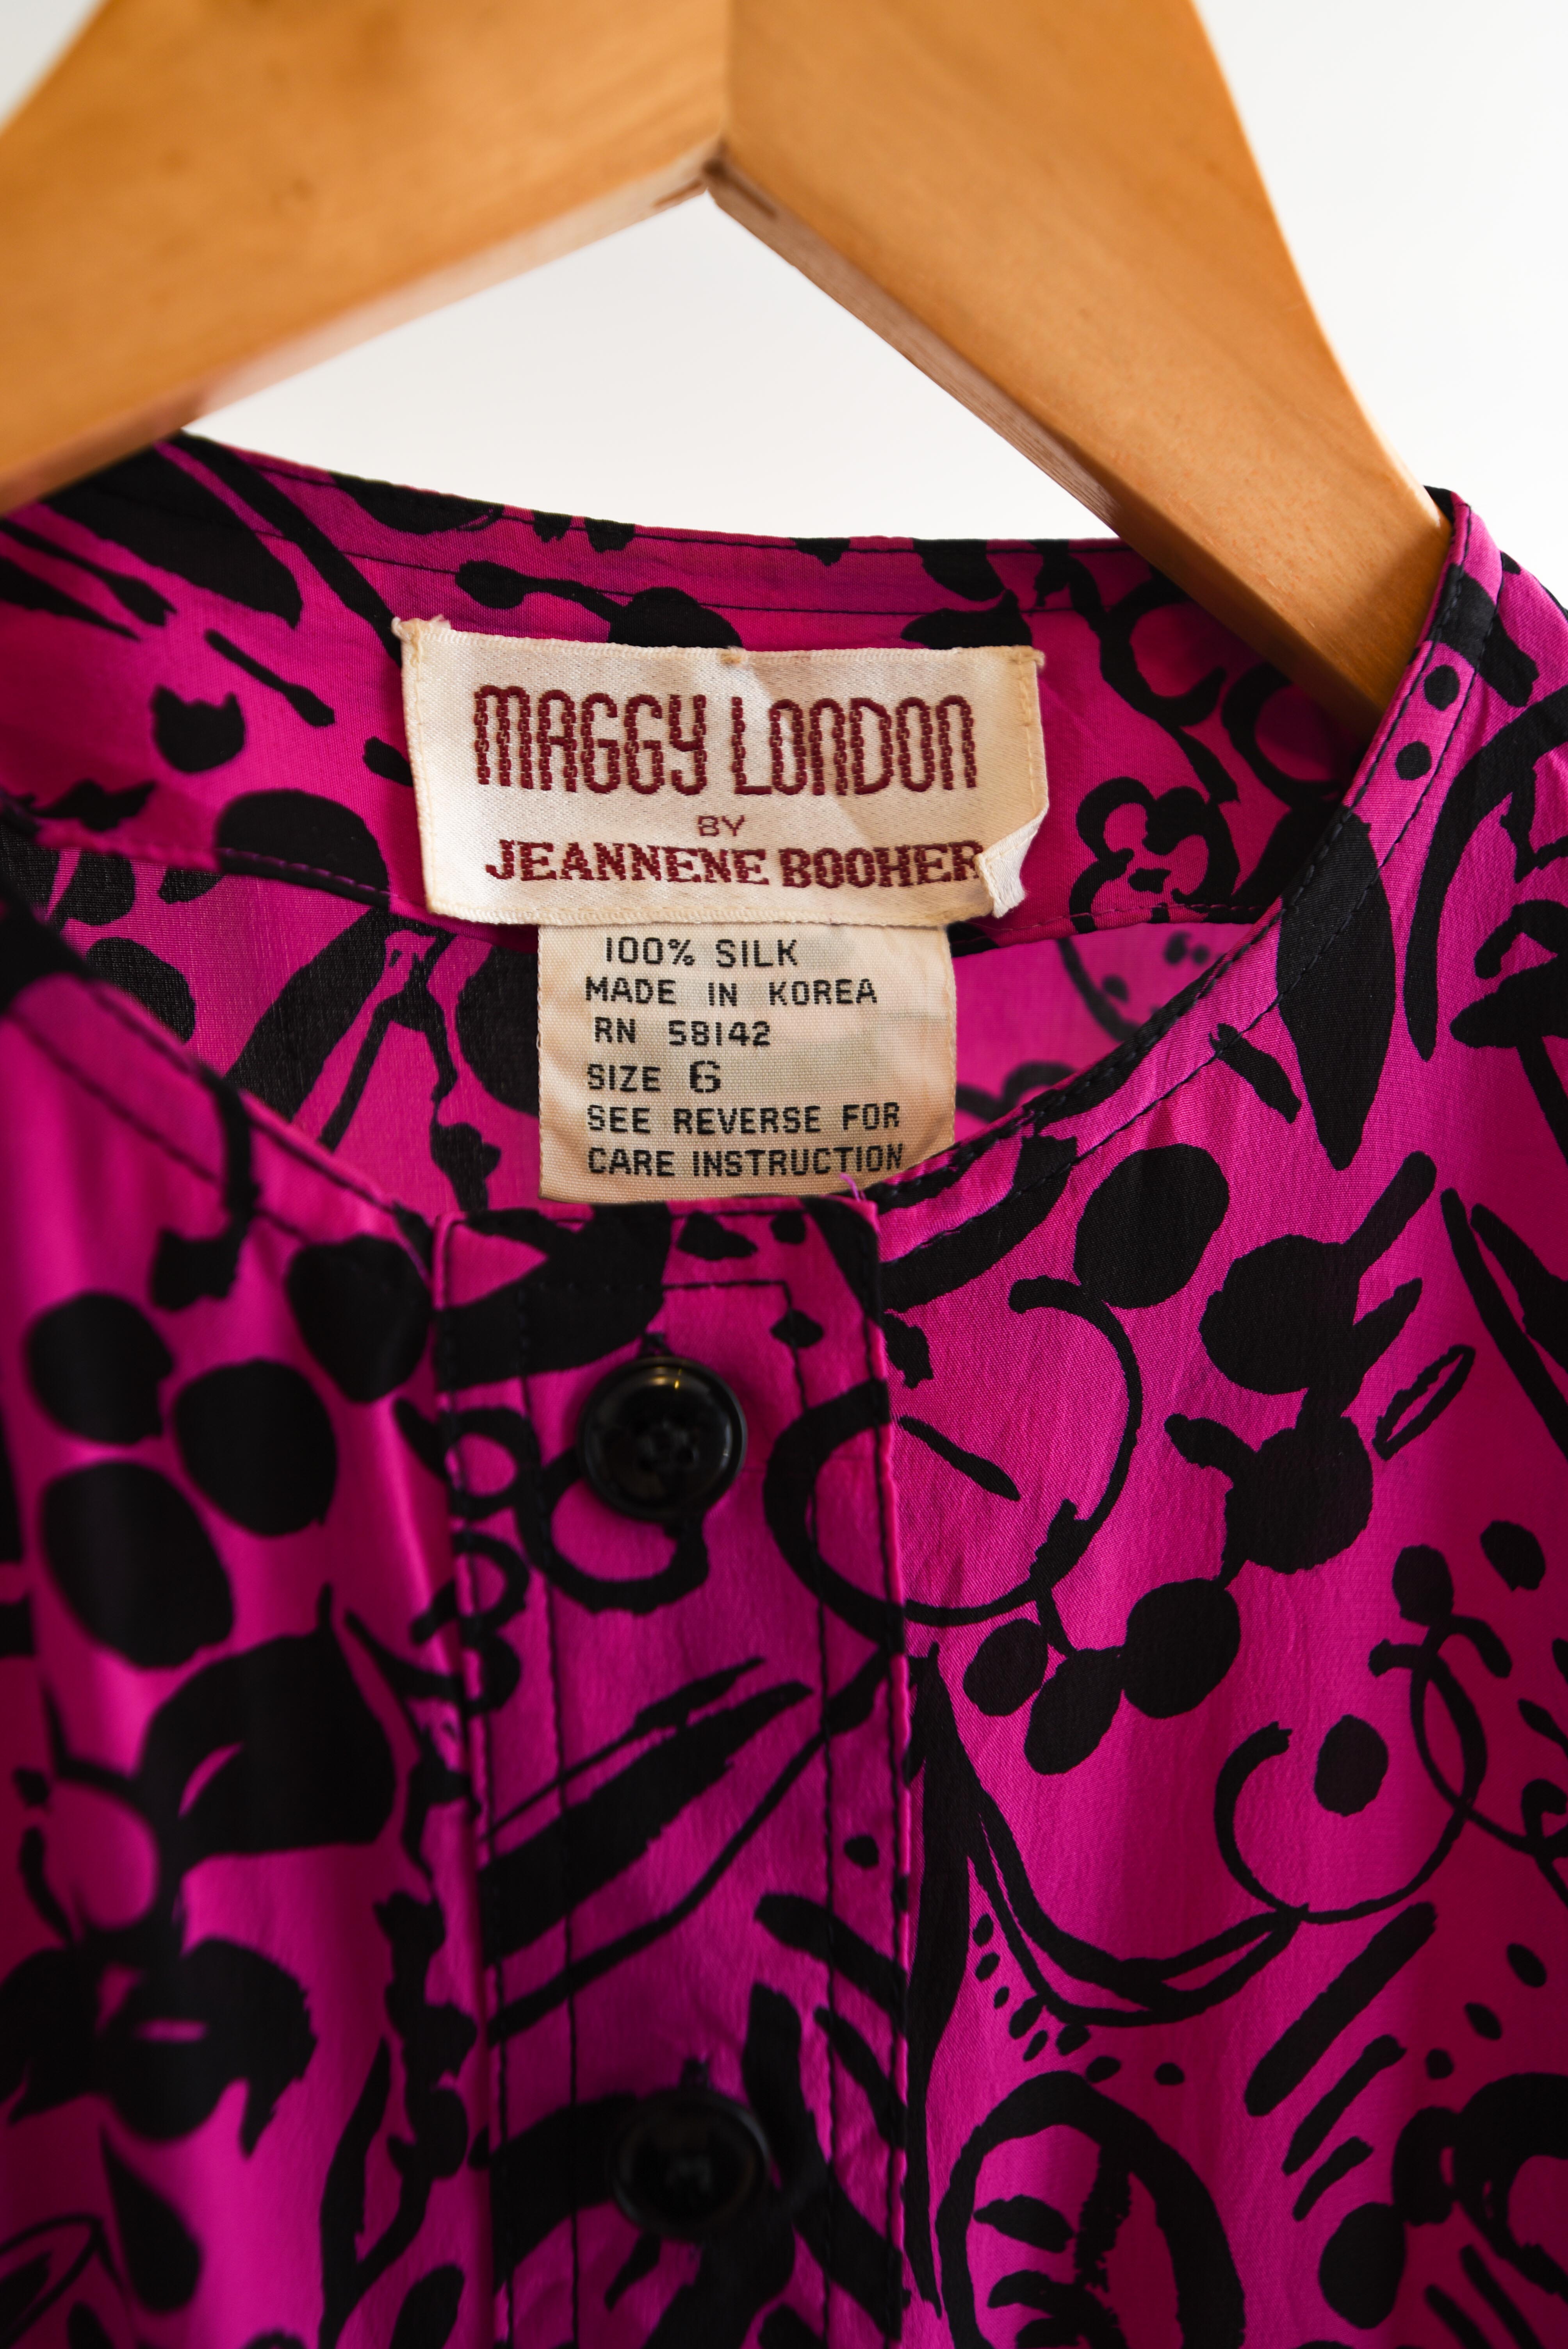 MAGGY LONDON
BY
JEANNENE BOOHER
100% SILK
MADE IN KOREA
RN 58142
SIZE 6
SEE REVERSE FOR
CARE INSTRUCTION